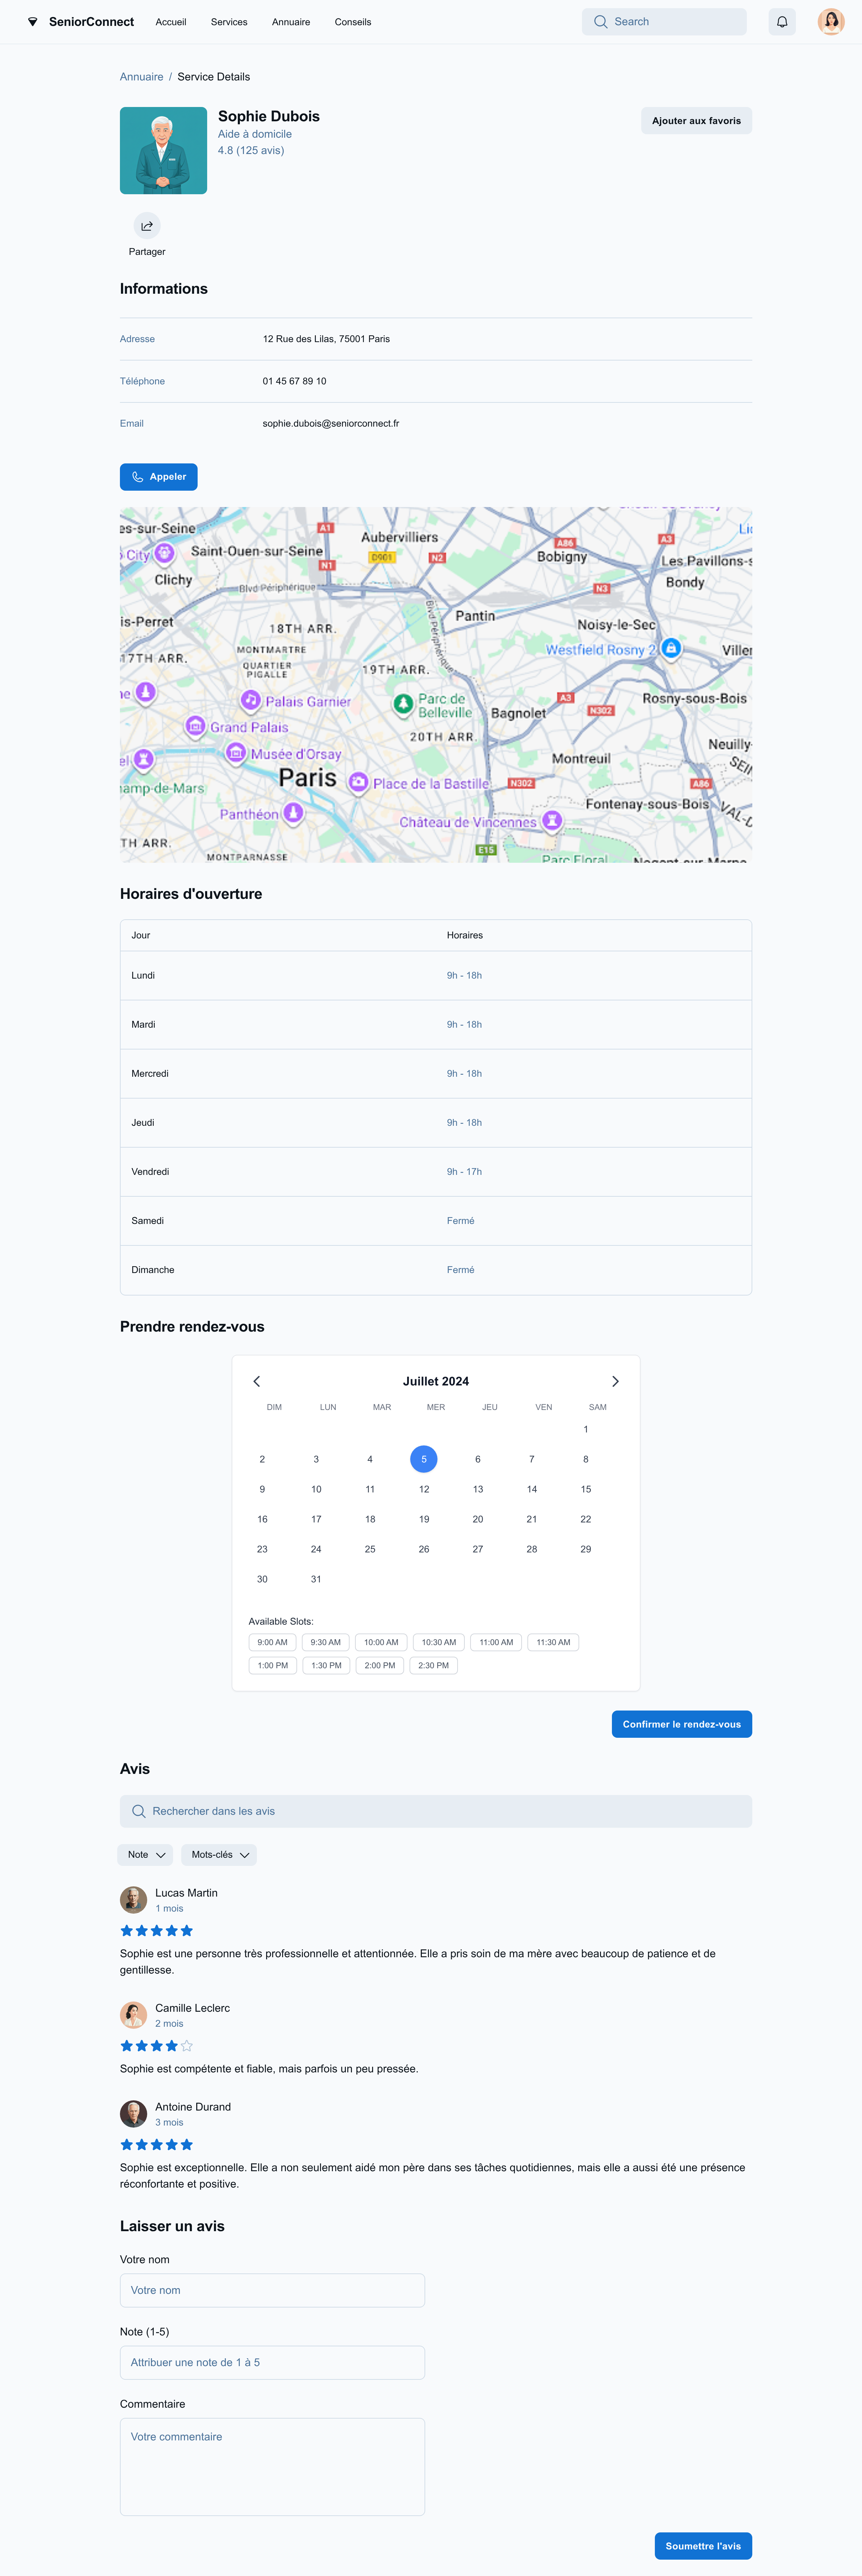 SeniorConnect
Accueil
Services
Annuaire
Conseils
Search
Annuaire / Service Details
Sophie Dubois
Aide à domicile
4.8 (125 avis)
Ajouter aux favoris
Partager
Informations
Adresse 12 Rue des Lilas, 75001 Paris
Téléphone 01 45 67 89 10
Email sophie.dubois@seniorconnect.fr
Appeler
es-sur-Seine
A1
Aubervilliers
A86
A3
City
Saint-Ouen-sur-Seine
D901
N2
Bobigny
N1
Les Pavillons-s
Clichy
Bondy
Blvd Périphérique
N3
is-Perret
Blvd Périphérique
Pantin
18TH ARR.
Noisy-le-Sec
17TH ARR.
MONTMARTRE
Westfield Rosny 2
Viller
QUARTIER
PIGALLE
19TH ARR.
Palais Garnier
Parc de
Belleville
A3
Rosny-sous-Bois
Bagnolet
N302
Grand Palais
20TH ARR.
Neuilly-
Musée d'Orsay
Montreuil
Paris
Place de la Bastille
N302
A86
hamp-de-Mars
Fontenay-sous-Bois
VAL-D
Panthéon
Château de Vincennes
TH ARR.
E15
MONTPARNASSE
Parc Floral
Nogent-sur-Marne
Horaires d'ouverture
Jour Horaires
Lundi 9h - 18h
Mardi 9h - 18h
Mercredi 9h - 18h
Jeudi 9h - 18h
Vendredi 9h - 17h
Samedi Fermé
Dimanche Fermé
Prendre rendez-vous
Juillet 2024
DIM LUN MAR MER JEU VEN SAM
1
2 3 4 5 6 7 8
9 10 11 12 13 14 15
16 17 18 19 20 21 22
23 24 25 26 27 28 29
30 31
Available Slots:
9:00 AM 9:30 AM 10:00 AM 10:30 AM 11:00 AM 11:30 AM
1:00 PM 1:30 PM 2:00 PM 2:30 PM
Confirmer le rendez-vous
Avis
Rechercher dans les avis
Note Mots-clés
Lucas Martin
1 mois
Sophie est une personne très professionnelle et attentionnée. Elle a pris soin de ma mère avec beaucoup de patience et de
gentillesse.
Camille Leclerc
2 mois
Sophie est compétente et fiable, mais parfois un peu pressée.
Antoine Durand
3 mois
Sophie est exceptionnelle. Elle a non seulement aidé mon père dans ses tâches quotidiennes, mais elle a aussi été une présence
réconfortante et positive.
Laisser un avis
Votre nom
Votre nom
Note (1-5)
Attribuer une note de 1 à 5
Commentaire
Votre commentaire
Soumettre l'avis